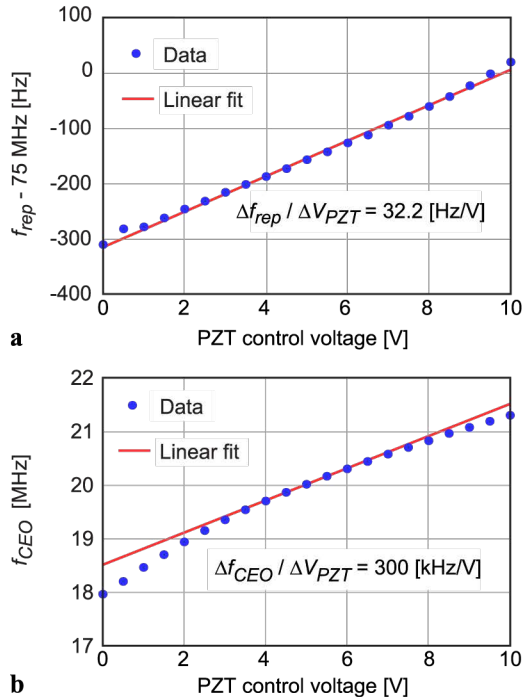 100
0
-100
-200
-300
-400
f_rep - 75 MHz [Hz]
Data
Linear fit
Δf_rep / ΔV_PZT = 32.2 [Hz/V]
0 2 4 6 8 10
PZT control voltage [V]
a
22
21
20
19
18
17
f_CEO [MHz]
Data
Linear fit
Δf_CEO / ΔV_PZT = 300 [kHz/V]
0 2 4 6 8 10
PZT control voltage [V]
b